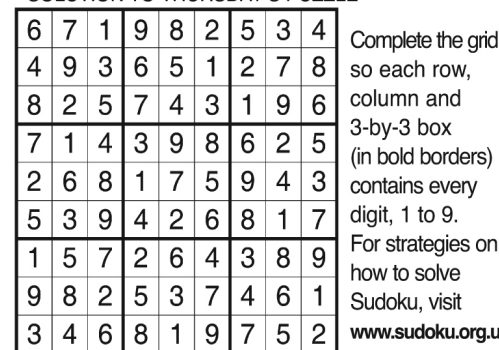 6 7 1 9 8 2 5 3 4
4 9 3 6 5 1 2 7 8
8 2 5 7 4 3 1 9 6
7 1 4 3 9 8 6 2 5
2 6 8 1 7 5 9 4 3
5 3 9 4 2 6 8 1 7
1 5 7 2 6 4 3 8 9
9 8 2 5 3 7 4 6 1
3 4 6 8 1 9 7 5 2
Complete the grid
so each row,
column and
3-by-3 box
(in bold borders)
contains every
digit, 1 to 9.
For strategies on
how to solve
Sudoku, visit
www.sudoku.org.u